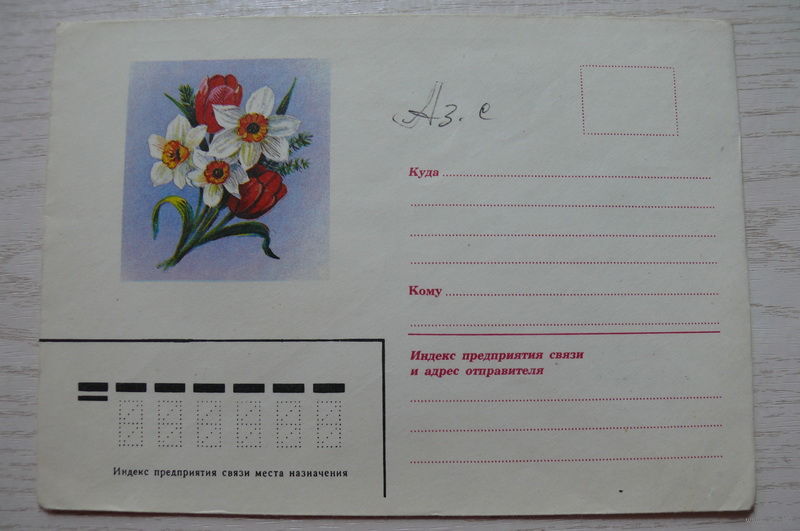 Аз. е
Куда
Кому
Индекс предприятия связи
и адрес отправителя
Индекс предприятия связи места назначения